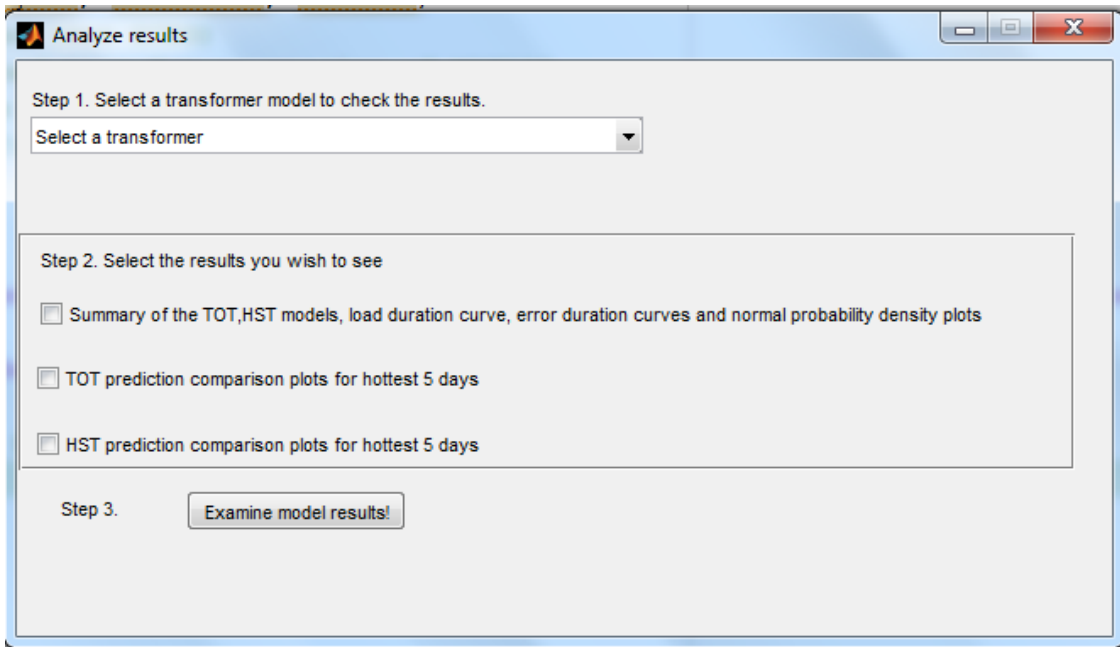 Analyze results
Step 1. Select a transformer model to check the results.
Select a transformer
Step 2. Select the results you wish to see
Summary of the TOT,HST models, load duration curve, error duration curves and normal probability density plots
TOT prediction comparison plots for hottest 5 days
HST prediction comparison plots for hottest 5 days
Step 3.
Examine model results!